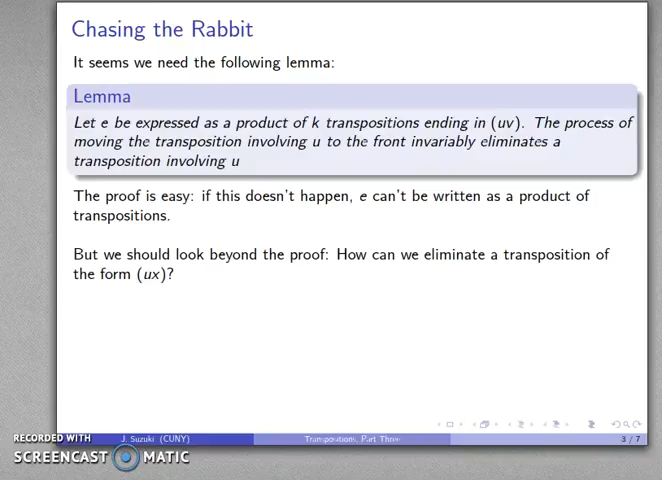 Chasing the Rabbit
It seems we need the following lemma:
Lemma
Let e be expressed as a product of k transpositions ending in (uv). The process of
moving the transposition involving u to the front invariably eliminates a
transposition involving u
The proof is easy: if this doesn't happen, e can't be written as a product of
transpositions.
But we should look beyond the proof: How can we eliminate a transposition of
the form (ux)?
RECORDED WITH
SCREENCAST MATIC
J. Suzuki (CUNY)
Transpositions, Part Three
3 / 7